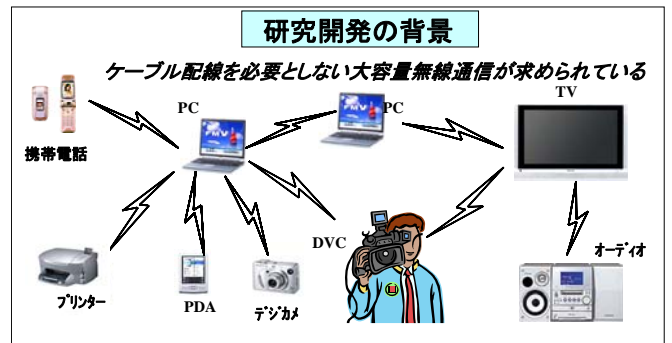 研究開発の背景
ケーブル配線を必要としない大容量無線通信が求められている
TV
PC
PC
携帯電話
FMV
FMV
DVC
オーディオ
プリンター
PDA
デジカメ